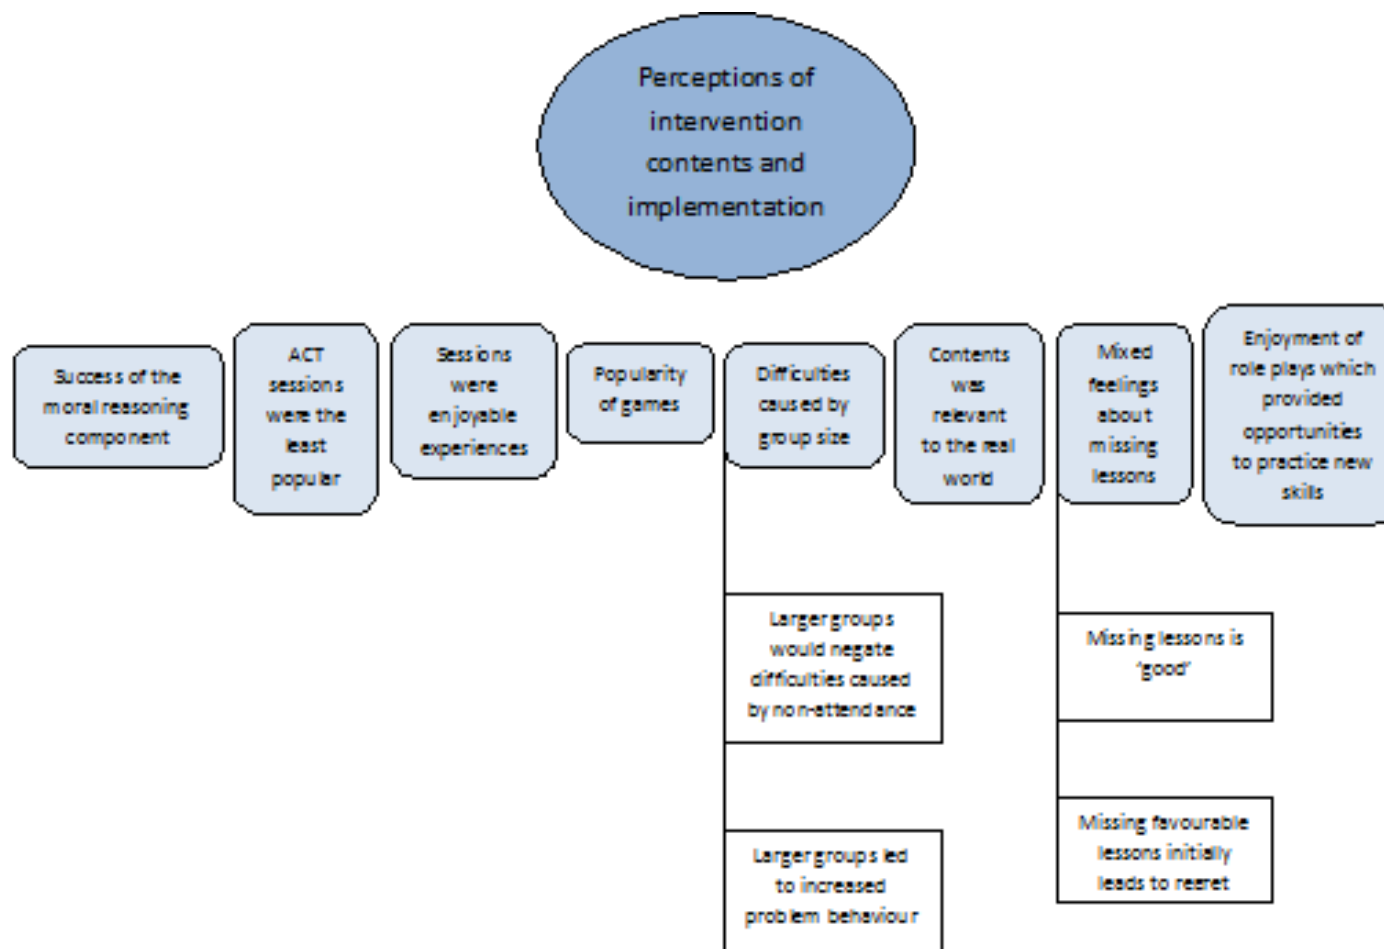 Perceptions of
intervention
contents and
implementation
Success of the
moral reasoning
component
ACT
sessions
were the
least
popular
Sessions
were
enjoyable
experiences
Popularity
of games
Difficulties
caused by
group size
Contents
was
relevant
to the real
world
Mixed
feelings
about
missing
lessons
Enjoyment of
role plays which
provided
opportunities
to practice new
skills
Larger groups
would negate
difficulties caused
by non-attendance
Larger groups led
to increased
problem behaviour
Missing lessons is
‘good’
Missing favourable
lessons initially
leads to regret